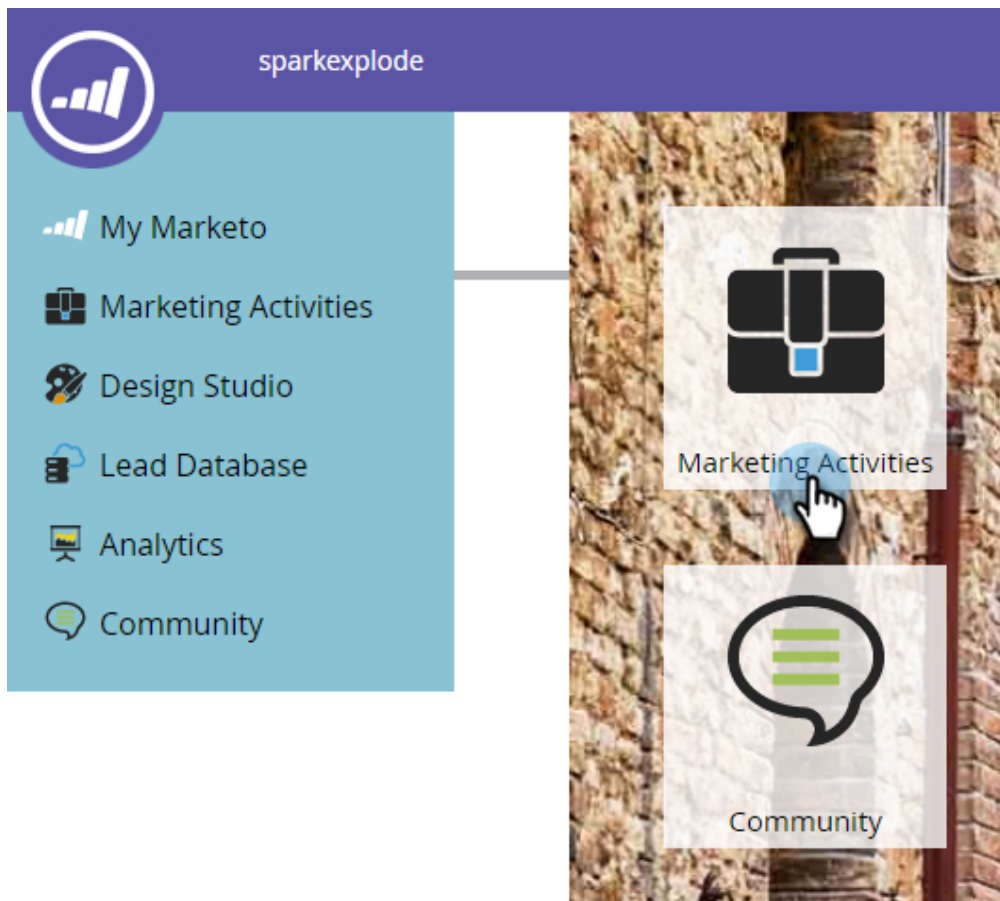 sparkexplode
My Marketo
Marketing Activities
Design Studio
Lead Database
Analytics
Community
Marketing Activities
Community